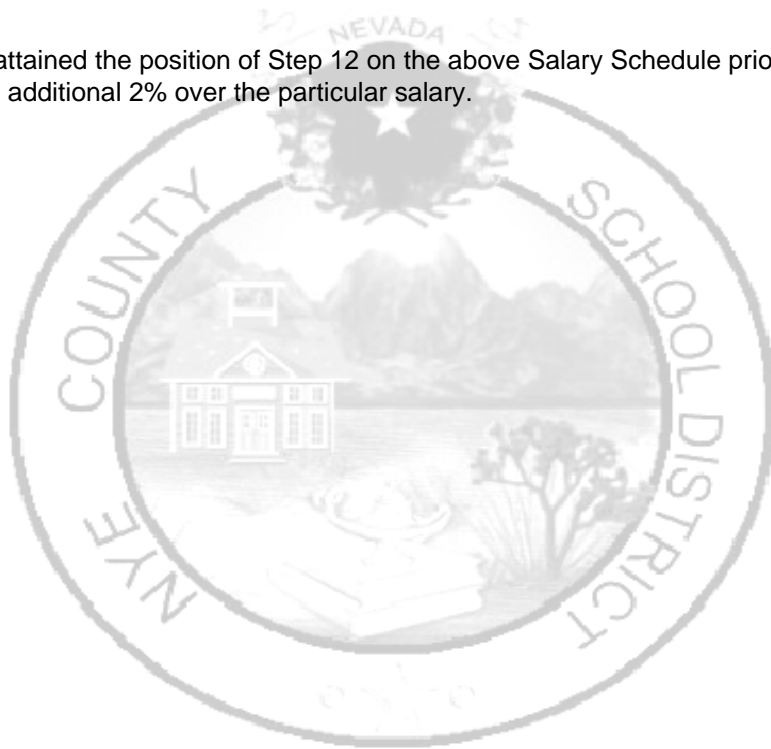 NEVADA
attained the position of Step 12 on the above Salary Schedule prio
additional 2% over the particular salary.
NYE COUNTY SCHOOL DISTRICT